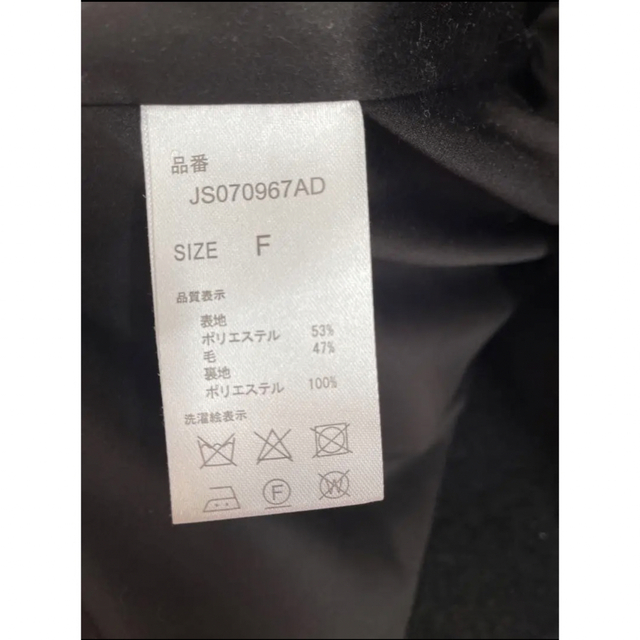 品番
JS070967AD
SIZE F
品質表示
表地
ポリエステル 53%
毛 47%
裏地
ポリエステル 100%
洗濯絵表示
F W